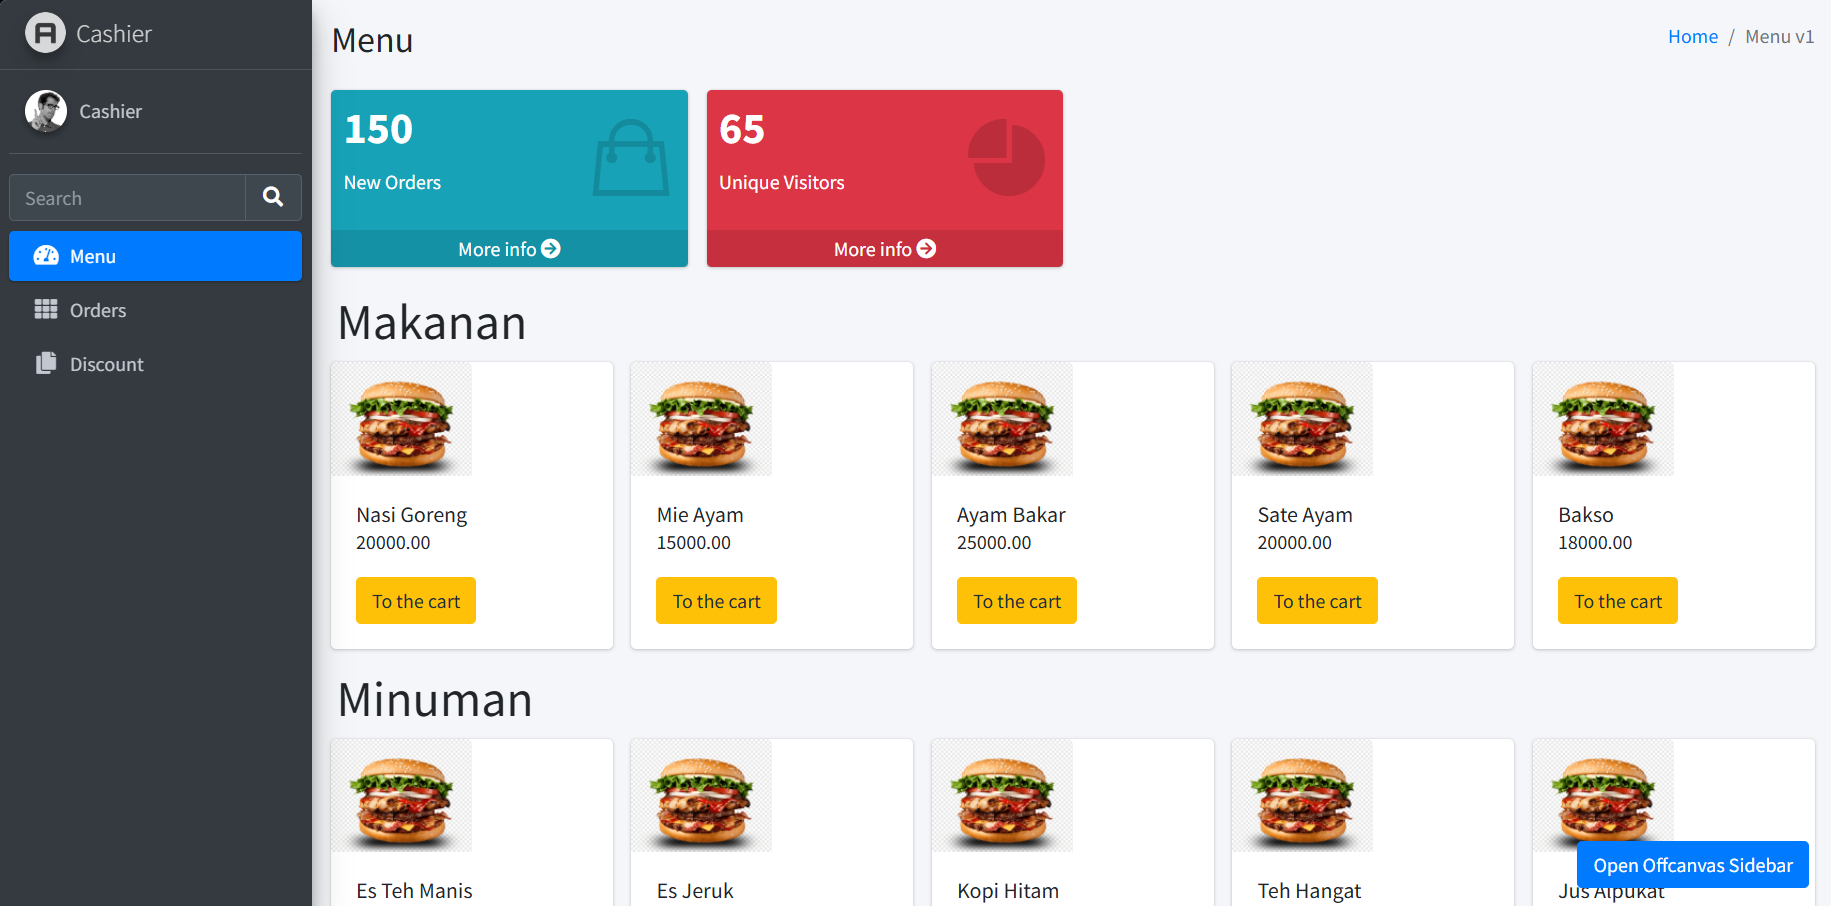 Cashier
Cashier
Search
Menu
Orders
Discount
Menu
Home / Menu v1
150
New Orders
More info
65
Unique Visitors
More info
Makanan
Nasi Goreng
20000.00
To the cart
Mie Ayam
15000.00
To the cart
Ayam Bakar
25000.00
To the cart
Sate Ayam
20000.00
To the cart
Bakso
18000.00
To the cart
Minuman
Es Teh Manis
Es Jeruk
Kopi Hitam
Teh Hangat
Jus Alpukat
Open Offcanvas Sidebar